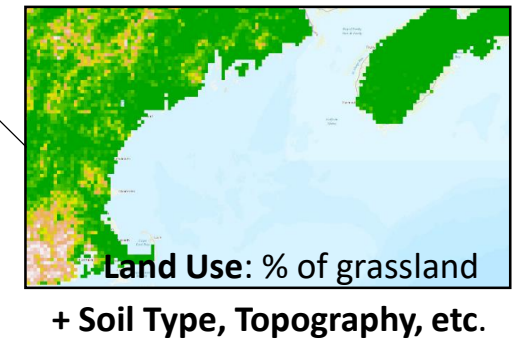 Land Use: % of grassland
+ Soil Type, Topography, etc.